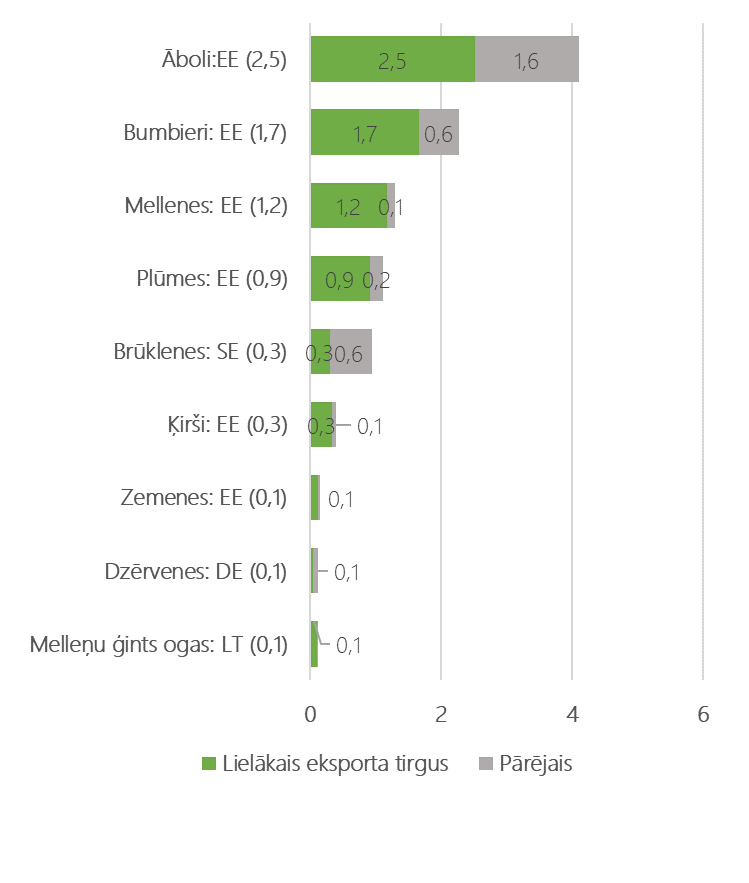 Āboli:EE (2,5)
2,5
1,6
Bumbieri: EE (1,7)
1,7
0,6
Mellenes: EE (1,2)
1,2
0,1
Plūmes: EE (0,9)
0,9
0,2
Brūklenes: SE (0,3)
0,3
0,6
Ķirši: EE (0,3)
0,3
0,1
Zemenes: EE (0,1)
0,1
Dzērvenes: DE (0,1)
0,1
Melleņu ģints ogas: LT (0,1)
0,1
0
2
4
6
Lielākais eksporta tirgus
Pārējais